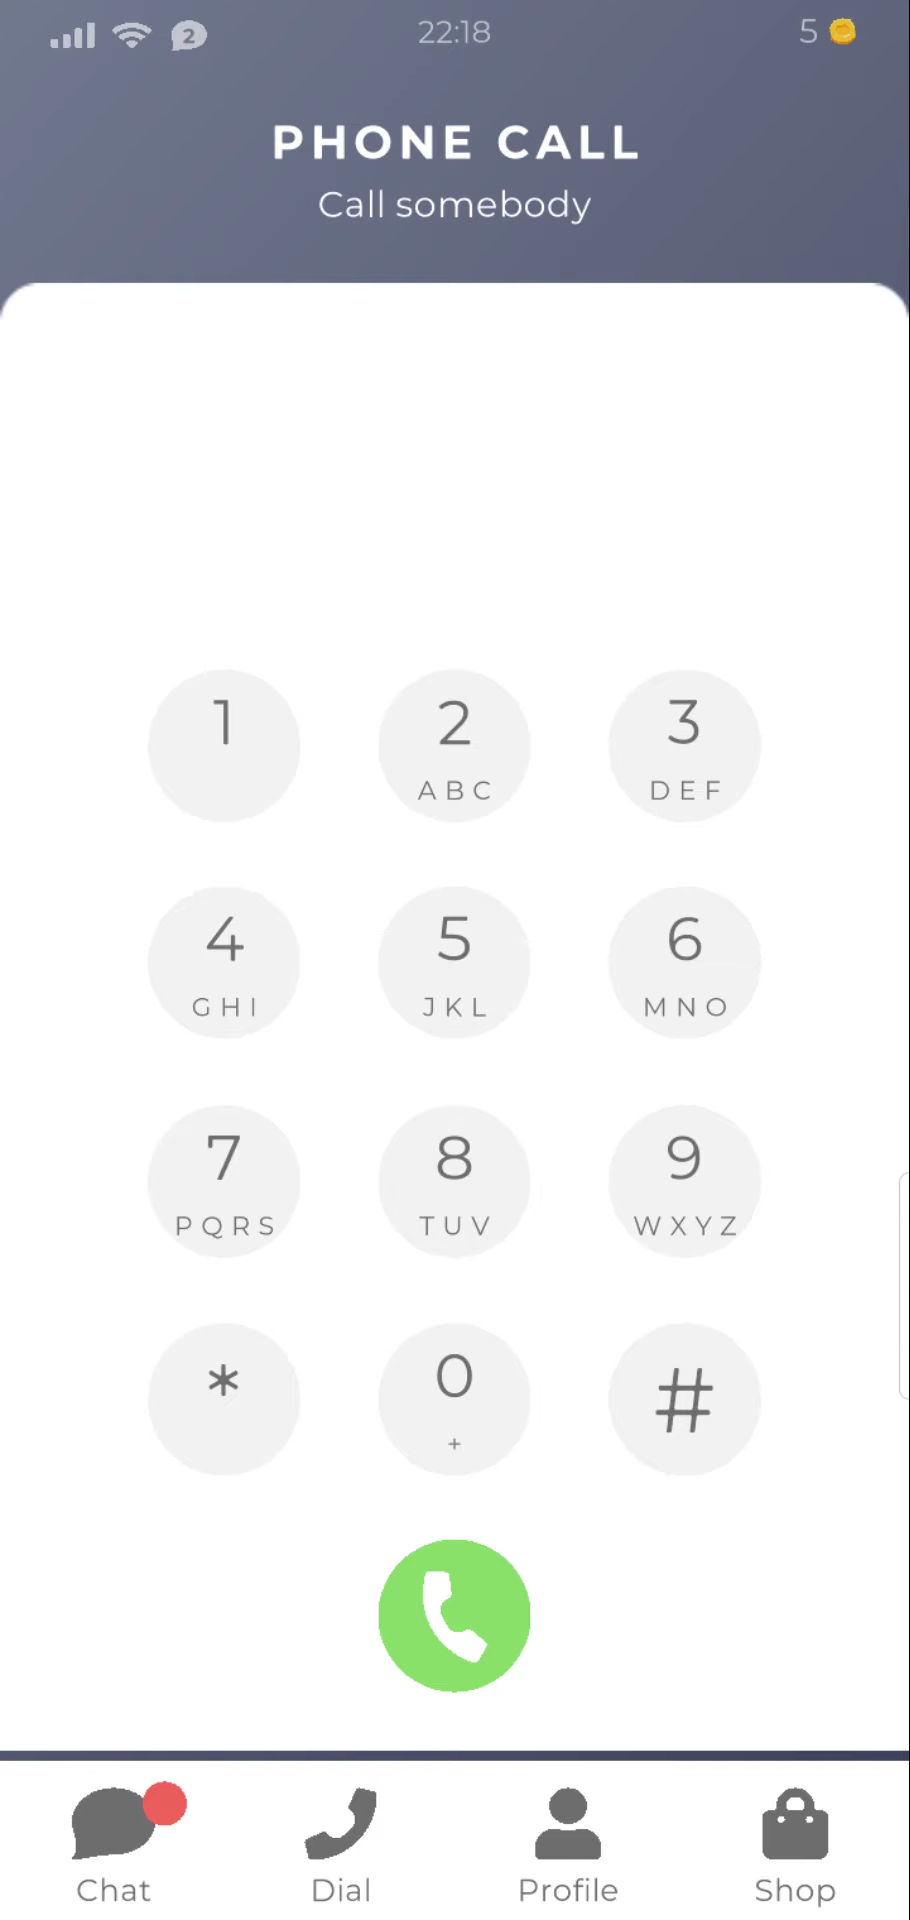 2 22:18 5
PHONE CALL
Call somebody
1 2 3
ABC DEF
4 5 6
GHI JKL MNO
7 8 9
PQRS TUV WXYZ
* 0 #
+
Chat Dial Profile Shop